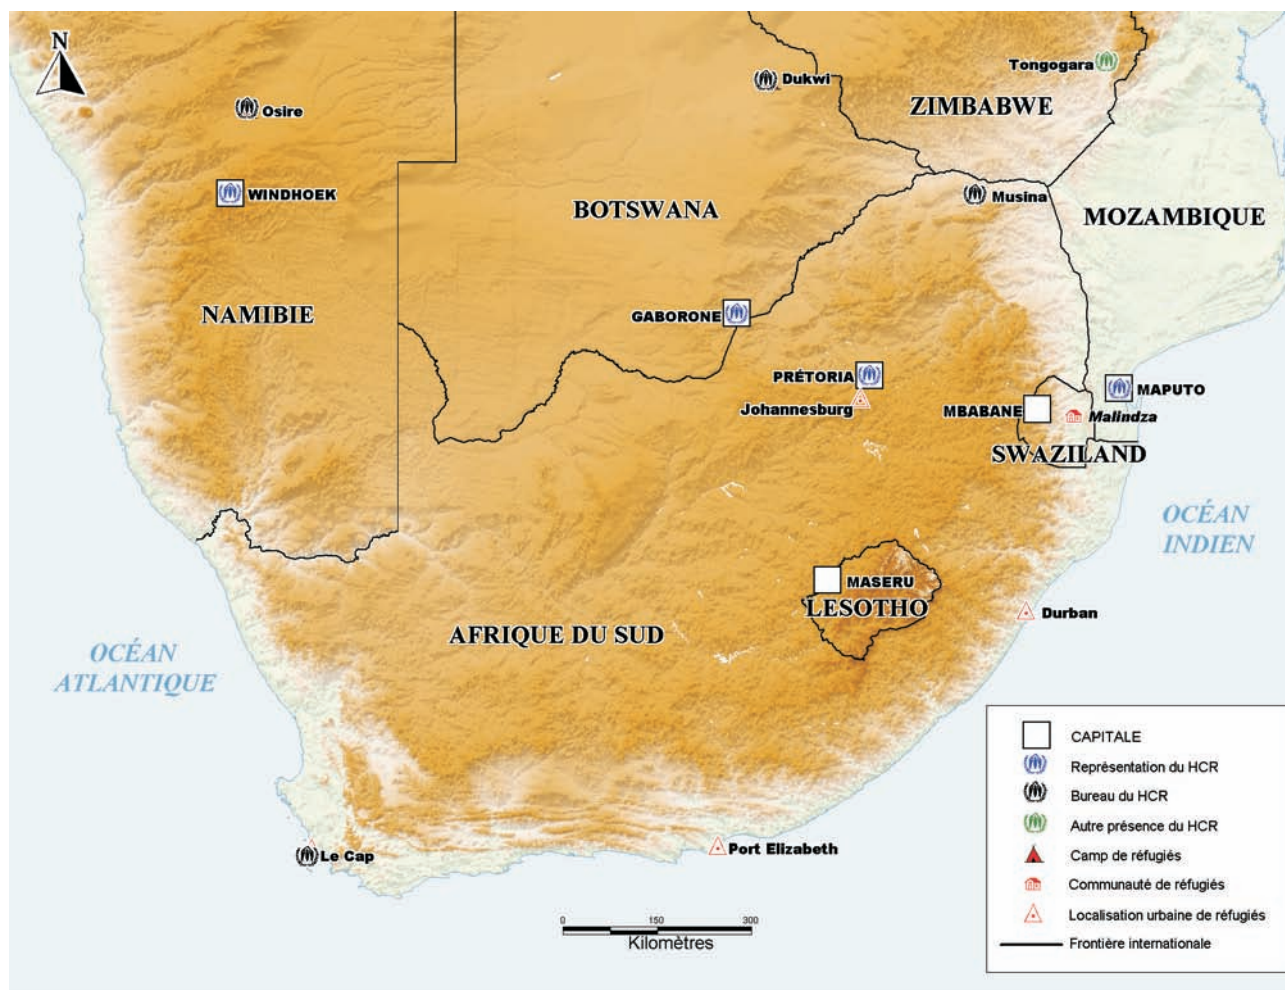 N
Dukwi
Tongogara
Osire
ZIMBABWE
WINDHOEK
Musina
BOTSWANA
MOZAMBIQUE
NAMIBIE
GABORONE
PRÉTORIA
MAPUTO
Johannesburg
MBABANE
Malindza
SWAZILAND
OCÉAN
INDIEN
MASERU
LESOTHO
Durban
AFRIQUE DU SUD
OCÉAN
ATLANTIQUE
Le Cap
Port Elizabeth
0 150 300
Kilomètres
CAPITALE
Représentation du HCR
Bureau du HCR
Autre présence du HCR
Camp de réfugiés
Communauté de réfugiés
Localisation urbaine de réfugiés
Frontière internationale